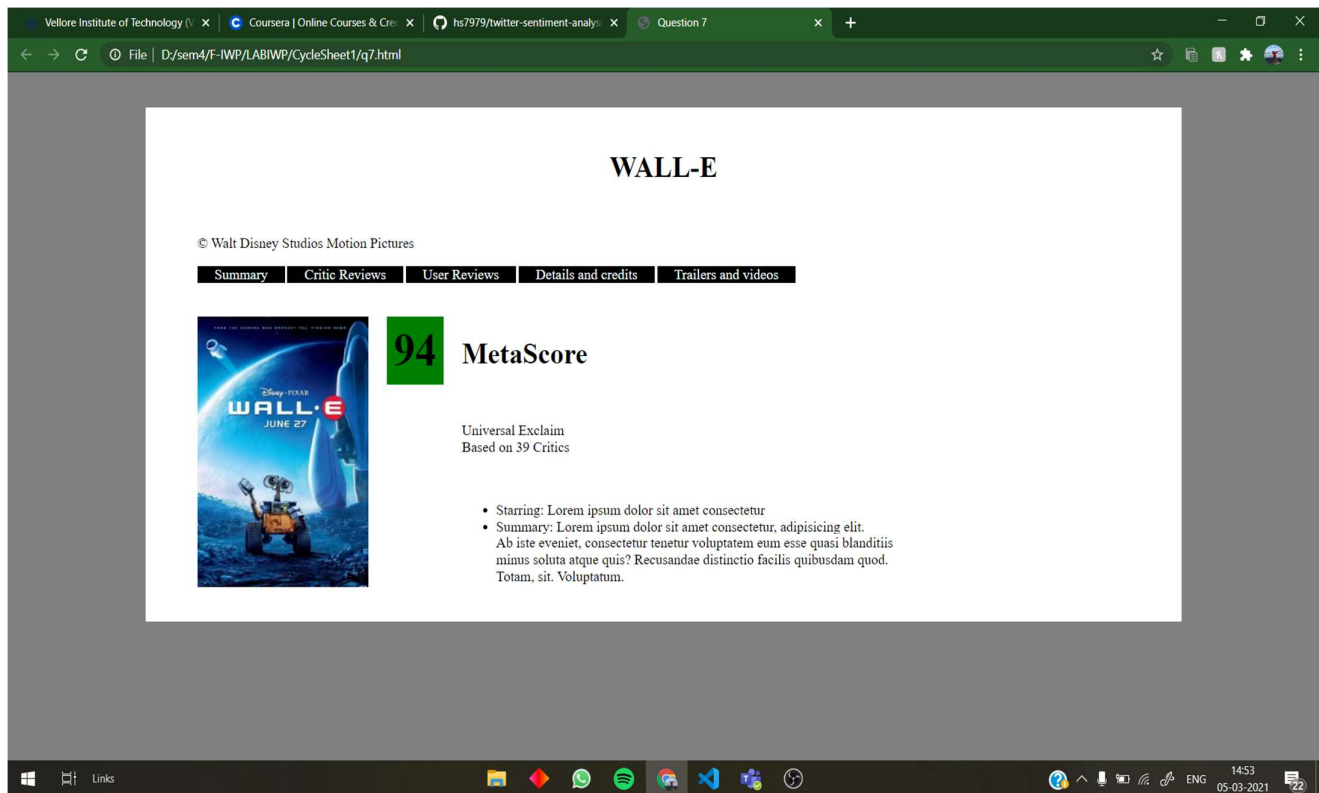 Vellore Institute of Technology (V
Coursera | Online Courses & Cre
hs7979/twitter-sentiment-analys
Question 7
File | D:/sem4/F-IWP/LABIWP/CycleSheet1/q7.html
WALL-E
© Walt Disney Studios Motion Pictures
Summary Critic Reviews User Reviews Details and credits Trailers and videos
FROM THE HUMANS WHO BROUGHT YOU "FINDING NEMO"
Disney·PIXAR
WALL·E
JUNE 27
94 MetaScore
Universal Exclaim
Based on 39 Critics
• Starring: Lorem ipsum dolor sit amet consectetur
• Summary: Lorem ipsum dolor sit amet consectetur, adipisicing elit.
Ab iste eveniet, consectetur tenetur voluptatem eum esse quasi blanditiis
minus soluta atque quis? Recusandae distinctio facilis quibusdam quod.
Totam, sit. Voluptatum.
Links
ENG
14:53
05-03-2021
22